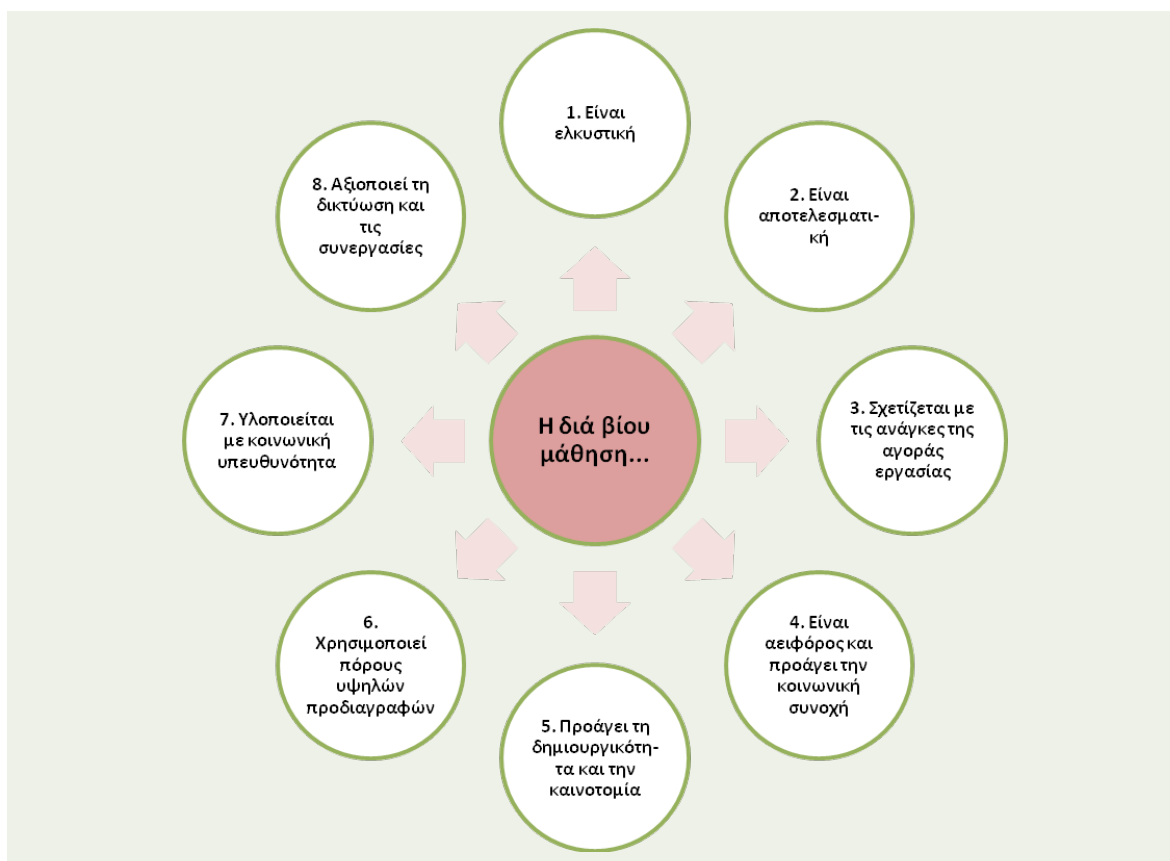 1. Είναι
ελκυστική
2. Είναι
αποτελεσματι-
κή
3. Σχετίζεται με
τις ανάγκες της
αγοράς
εργασίας
4. Είναι
αειφόρος και
προάγει την
κοινωνική
συνοχή
5. Προάγει τη
δημιουργικότη-
τα και την
καινοτομία
6.
Χρησιμοποιεί
πόρους
υψηλών
προδιαγραφών
7. Υλοποιείται
με κοινωνική
υπευθυνότητα
8. Αξιοποιεί τη
δικτύωση και
τις
συνεργασίες
Η διά βίου
μάθηση...